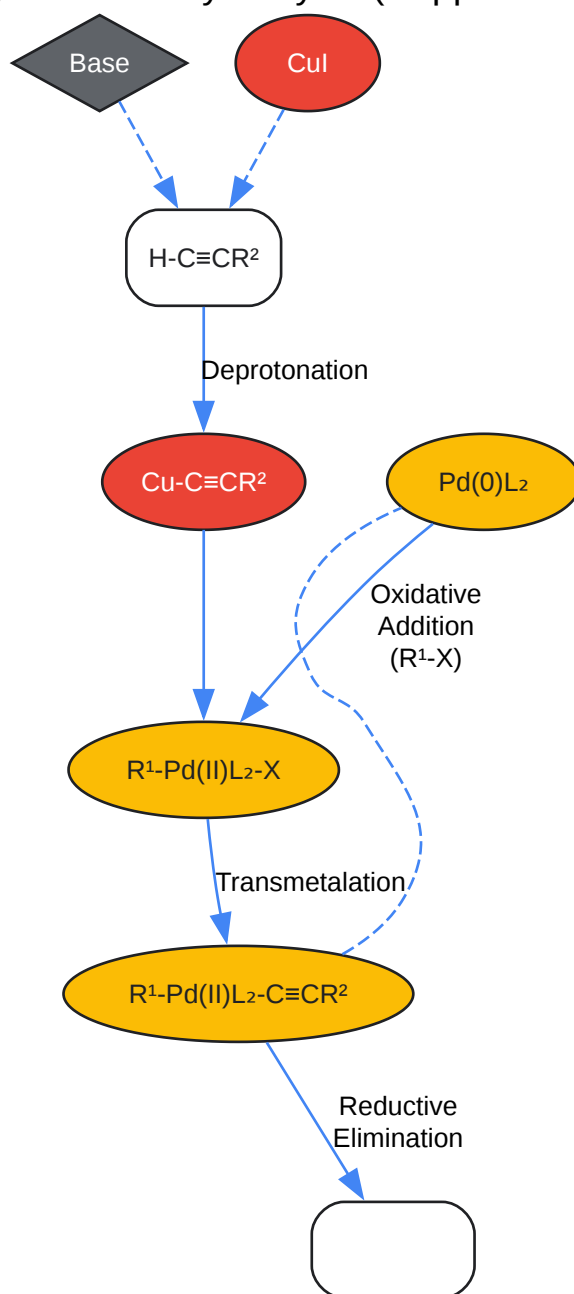 Base
CuI
H-C≡CR²
Deprotonation
Cu-C≡CR²
Pd(0)L₂
Oxidative
Addition
(R¹-X)
R¹-Pd(II)L₂-X
Transmetalation
R¹-Pd(II)L₂-C≡CR²
Reductive
Elimination